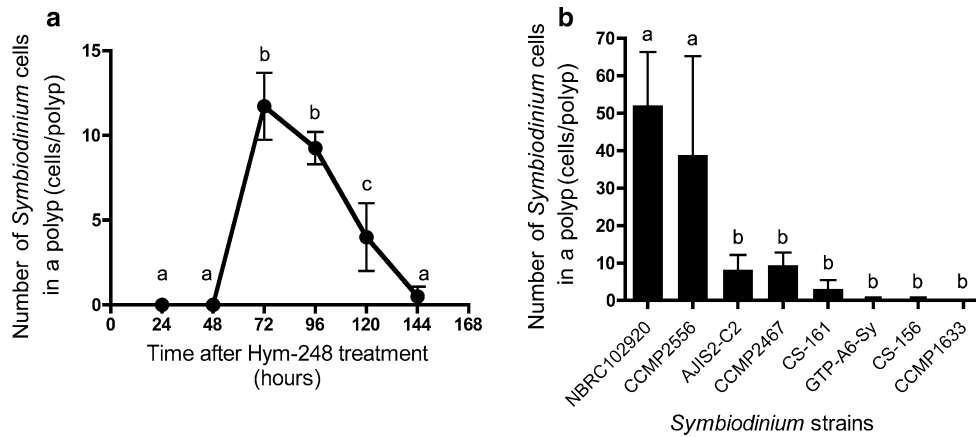 a
Number of Symbiodinium cells
in a polyp (cells/polyp)
15
10
5
0
a
a
b
b
c
a
0 24 48 72 96 120 144 168
Time after Hym-248 treatment
(hours)
b
Number of Symbiodinium cells
in a polyp (cells/polyp)
70
60
50
40
30
20
10
0
a
a
b
b
b
b
b
b
NBRC102920
CCMP2556
AJIS2-C2
CCMP2467
CS-161
GTP-A6-Sy
CS-156
CCMP1633
Symbiodinium strains